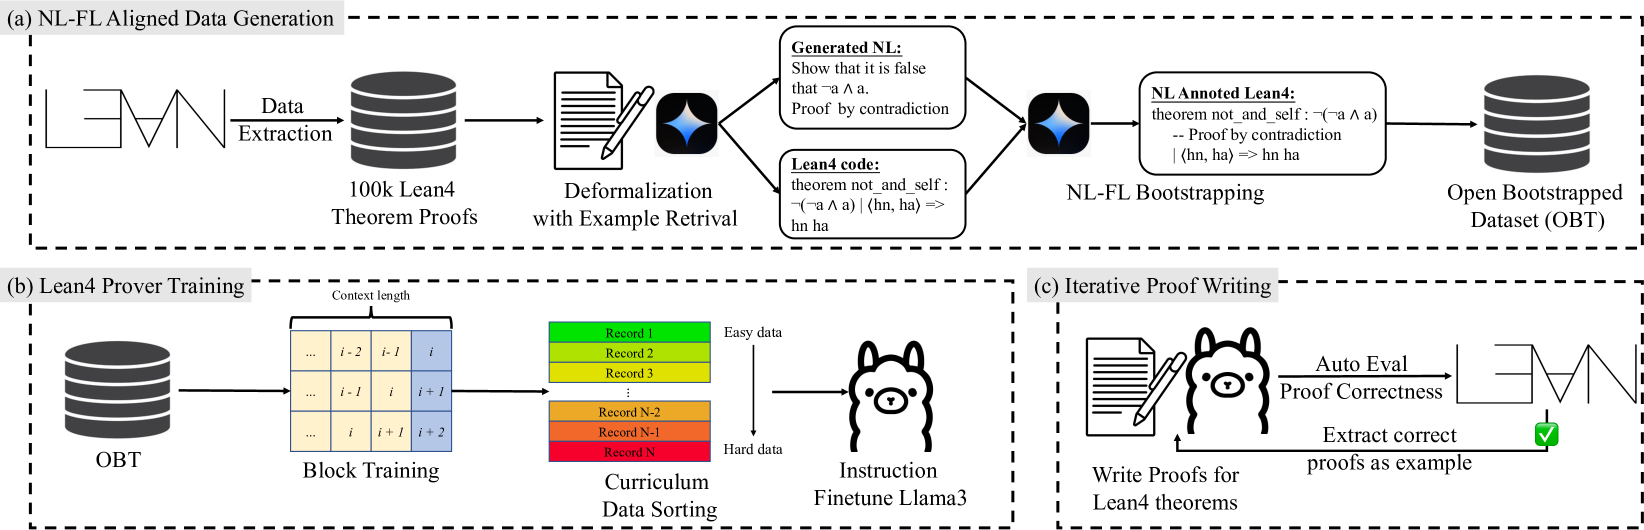 (a) NL-FL Aligned Data Generation
LEAN
Data
Extraction
100k Lean4
Theorem Proofs
Deformalization
with Example Retrival
Generated NL:
Show that it is false
that ¬a ∧ a.
Proof by contradiction
Lean4 code:
theorem not_and_self :
¬(¬a ∧ a) | ⟨hn, ha⟩ =>
hn ha
NL-FL Bootstrapping
NL Annoted Lean4:
theorem not_and_self : ¬(¬a ∧ a)
-- Proof by contradiction
| ⟨hn, ha⟩ => hn ha
Open Bootstrapped
Dataset (OBT)
(b) Lean4 Prover Training
OBT
Context length
... i - 2 i- 1 i
... i - 1 i i + 1
... i i + 1 i + 2
Block Training
Record 1
Record 2
Record 3
⋮
Record N-2
Record N-1
Record N
Easy data
Hard data
Curriculum
Data Sorting
Instruction
Finetune Llama3
(c) Iterative Proof Writing
Write Proofs for
Lean4 theorems
Auto Eval
Proof Correctness
LEAN
Extract correct
proofs as example